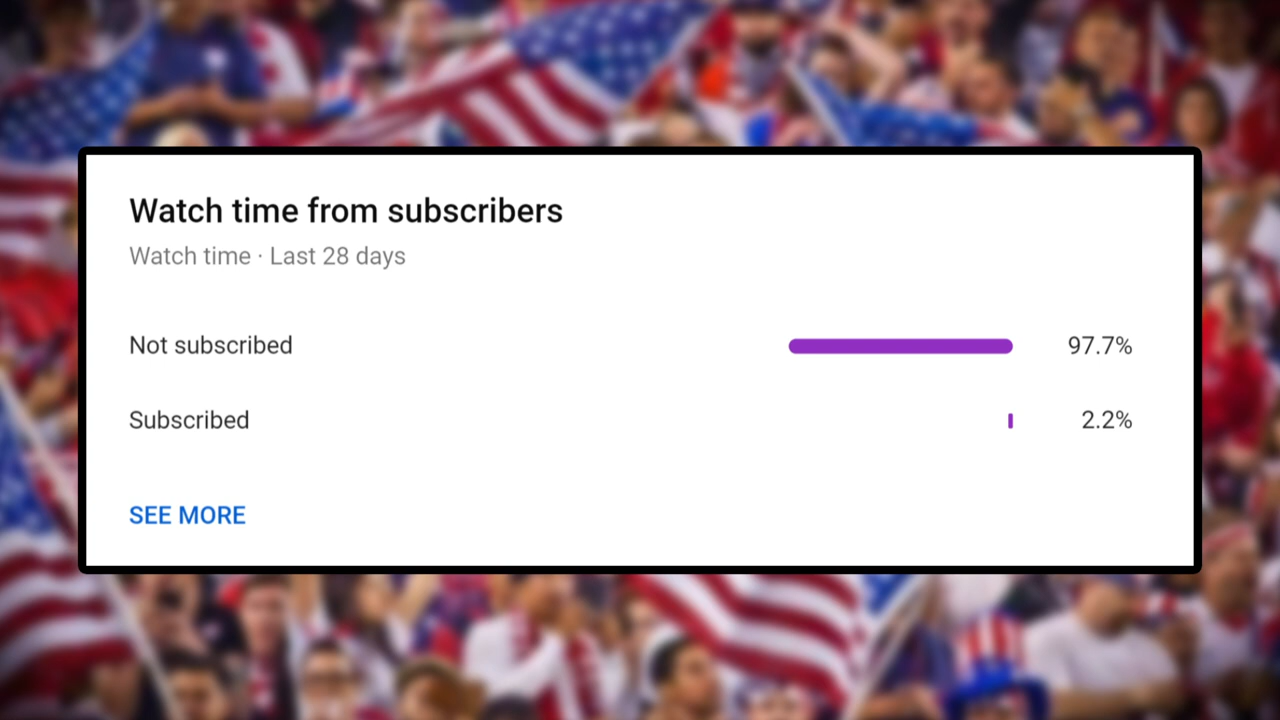 Watch time from subscribers
Watch time · Last 28 days
Not subscribed 97.7%
Subscribed 2.2%
SEE MORE